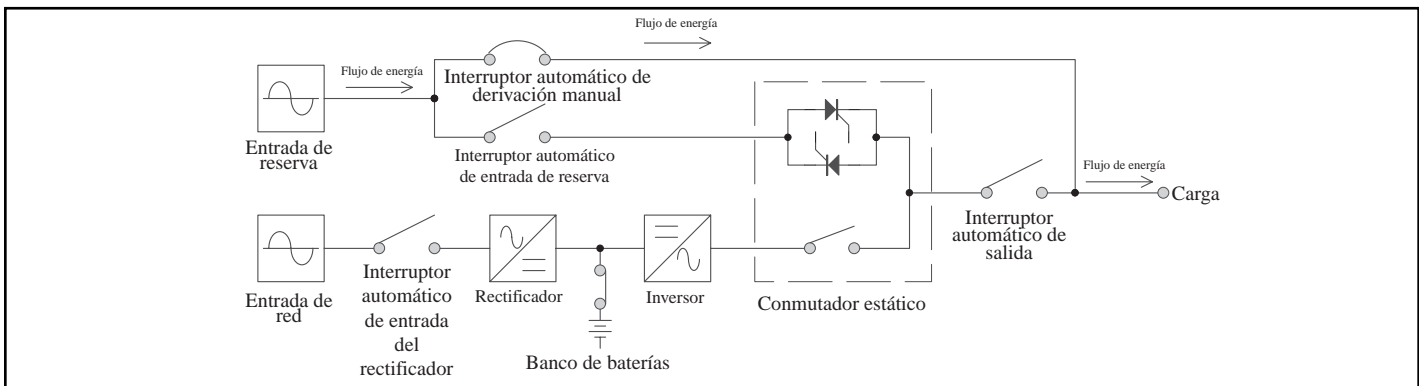 Flujo de energía
Flujo de energía
Interruptor automático de
derivación manual
Entrada de
reserva
Interruptor automático
de entrada de reserva
Flujo de energía
Carga
Interruptor
automático de
salida
Entrada de
red
Interruptor
automático
de entrada
del
rectificador
Rectificador
Inversor
Conmutador estático
Banco de baterías